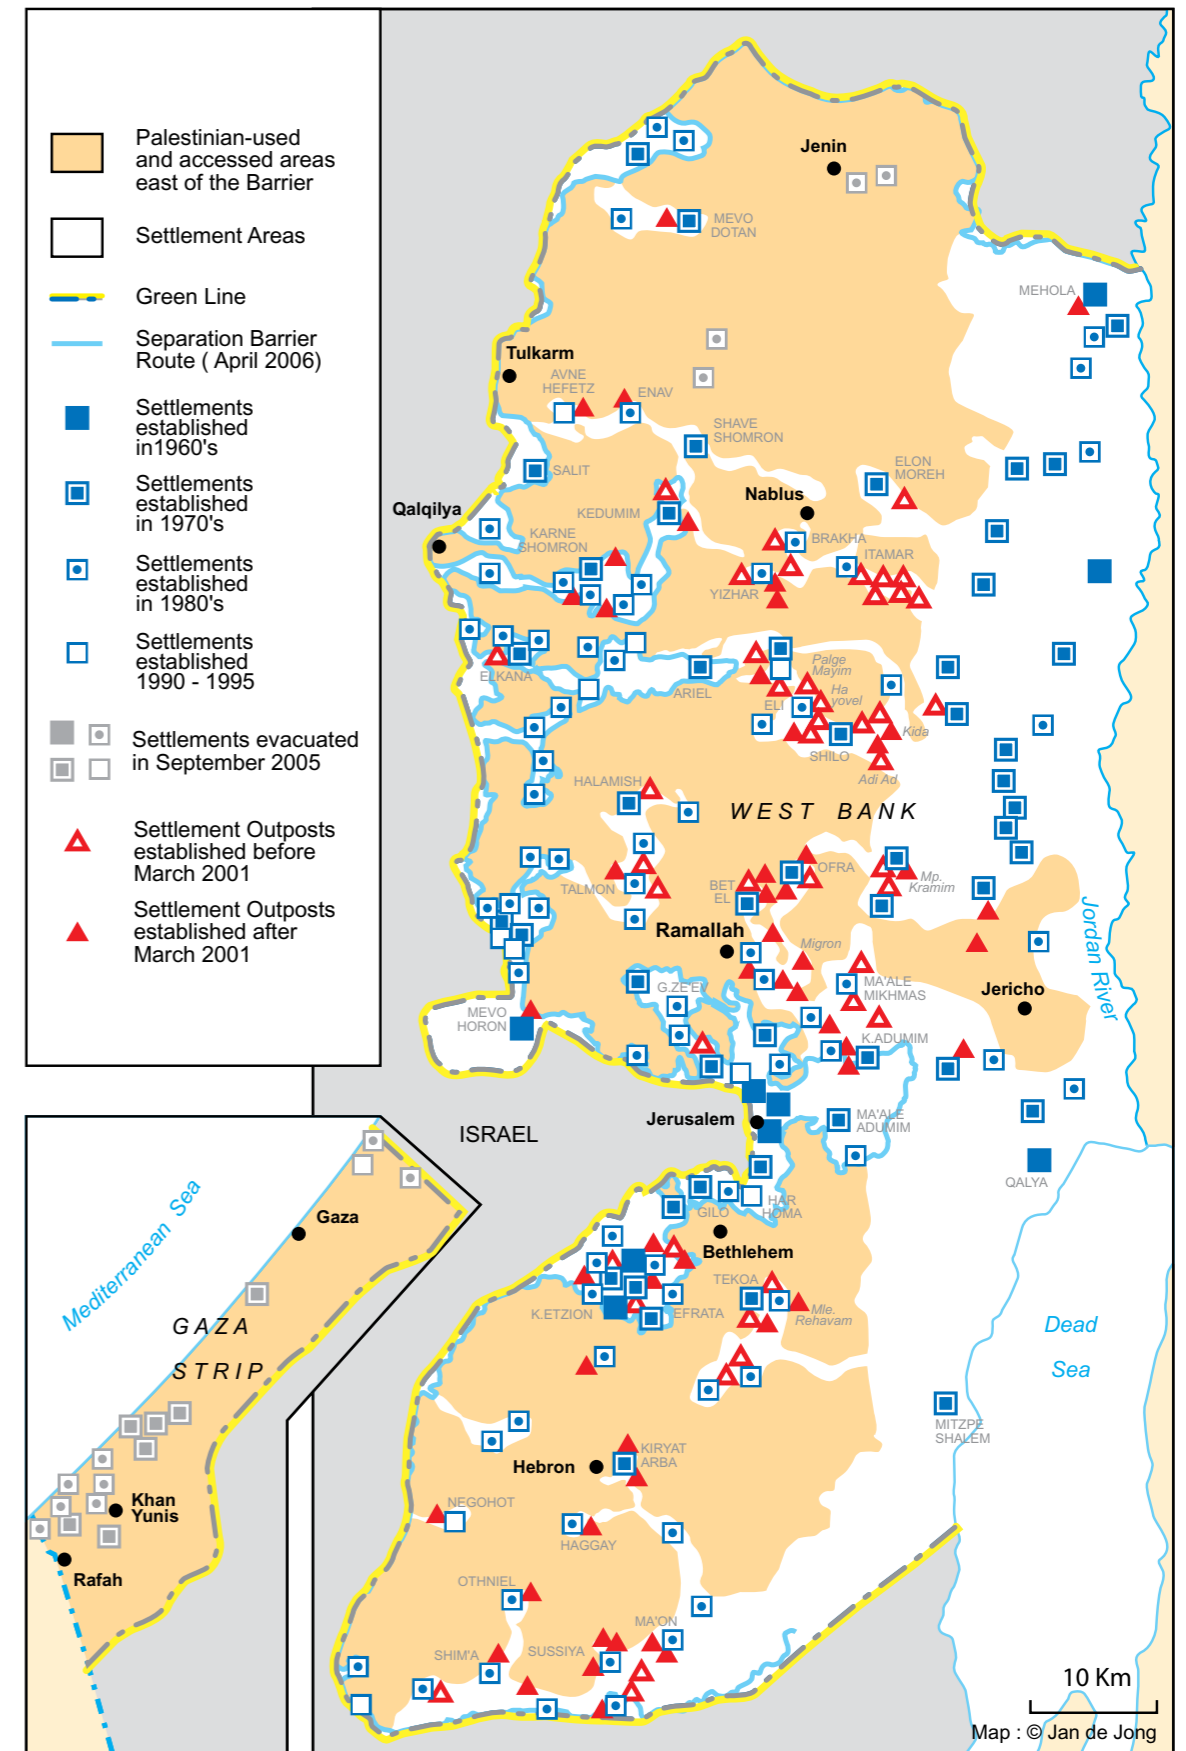 Palestinian-used
and accessed areas
east of the Barrier
Settlement Areas
Green Line
Separation Barrier
Route ( April 2006)
Settlements
established
in1960's
Settlements
established
in 1970's
Settlements
established
in 1980's
Settlements
established
1990 - 1995
Settlements evacuated
in September 2005
Settlement Outposts
established before
March 2001
Settlement Outposts
established after
March 2001
Jenin
MEVO
DOTAN
MEHOLA
Tulkarm
AVNE
HEFETZ
ENAV
SHAVE
SHOMRON
SALIT
ELON
MOREH
Nablus
Qalqilya
KEDUMIM
KARNE
SHOMRON
BRAKHA
ITAMAR
YIZHAR
ELKANA
ARIEL
Palge
Mayim
Ha
yovel
ELI
Kida
SHILO
Adi Ad
HALAMISH
WEST BANK
OFRA
TALMON
BET
EL
Mp.
Kramim
Ramallah
Migron
Jordan River
G.ZE'EV
MA'ALE
MIKHMAS
Jericho
MEVO
HORON
K.ADUMIM
Jerusalem
ISRAEL
MA'ALE
ADUMIM
QALYA
GILO
HAR
HOMA
Bethlehem
TEKOA
K.ETZION
EFRATA
Mle.
Rehavam
Dead
Sea
MITZPE
SHALEM
KIRYAT
ARBA
Hebron
NEGOHOT
HAGGAY
OTHNIEL
MA'ON
SHIM'A
SUSSIYA
Mediterranean Sea
Gaza
GAZA
STRIP
Khan
Yunis
Rafah
10 Km
Map : © Jan de Jong